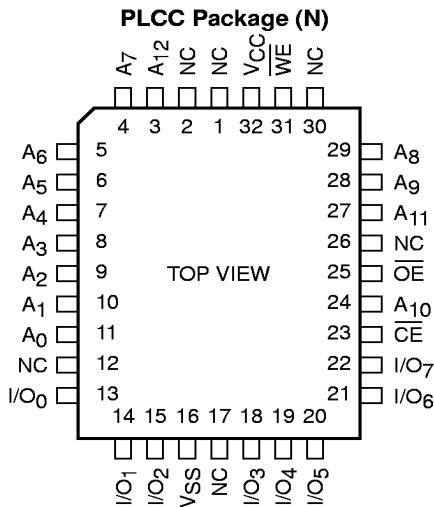 PLCC Package (N)
A7 A12 NC NC VCC W̅E̅ NC
4 3 2 1 32 31 30
A6 5 29 A8
A5 6 28 A9
A4 7 27 A11
A3 8 26 NC
A2 9 TOP VIEW 25 O̅E̅
A1 10 24 A10
A0 11 23 C̅E̅
NC 12 22 I/O7
I/O0 13 21 I/O6
14 15 16 17 18 19 20
I/O1 I/O2 VSS NC I/O3 I/O4 I/O5